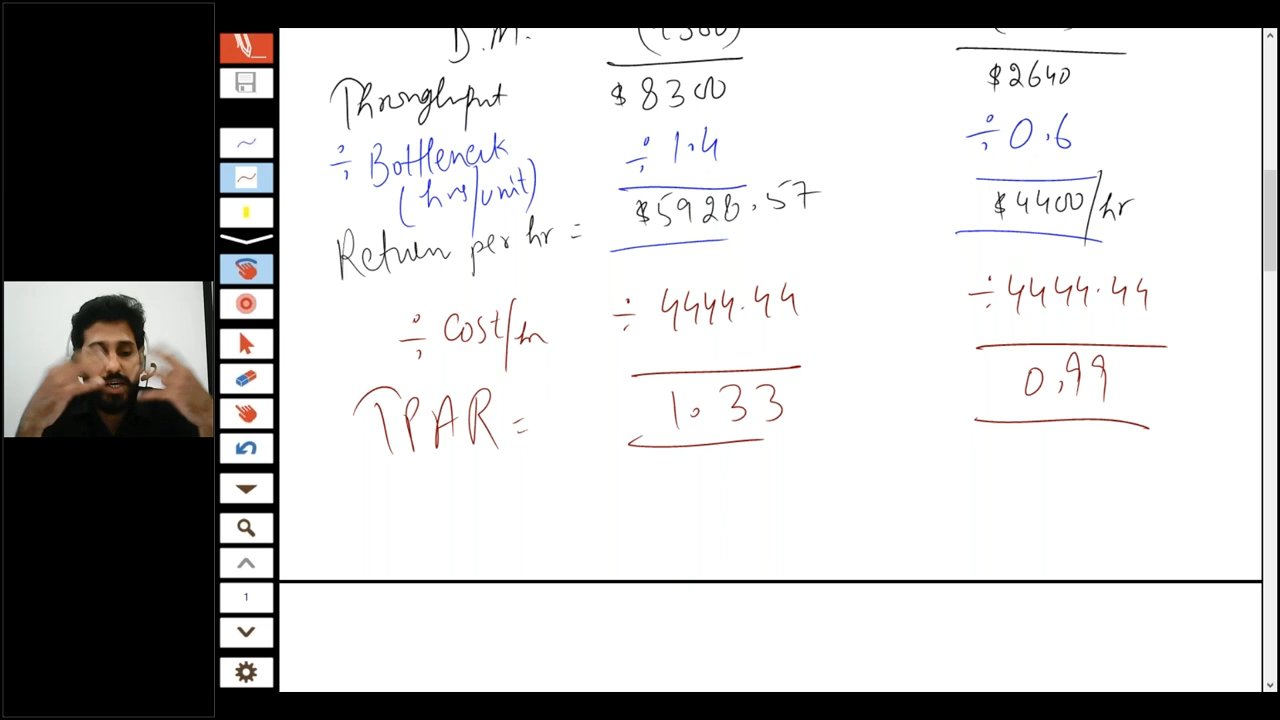 D.M.
Throughput $8300 $2640
÷ Bottleneck ÷ 1.4 ÷ 0.6
(hrs/unit)
Return per hr = $5928.57 $4400/hr
÷ Cost/hr ÷ 4444.44 ÷ 4444.44
TPAR = 1.33 0.99
1